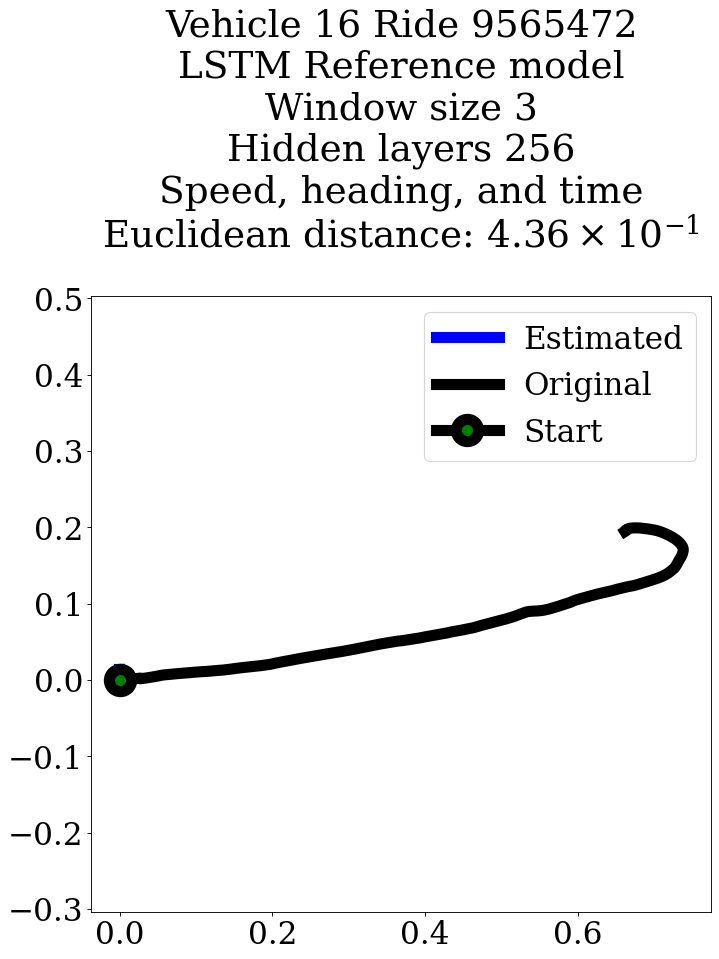 Vehicle 16 Ride 9565472
LSTM Reference model
Window size 3
Hidden layers 256
Speed, heading, and time
Euclidean distance: 4.36 × 10⁻¹
Estimated
Original
Start
0.5
0.4
0.3
0.2
0.1
0.0
−0.1
−0.2
−0.3
0.0 0.2 0.4 0.6